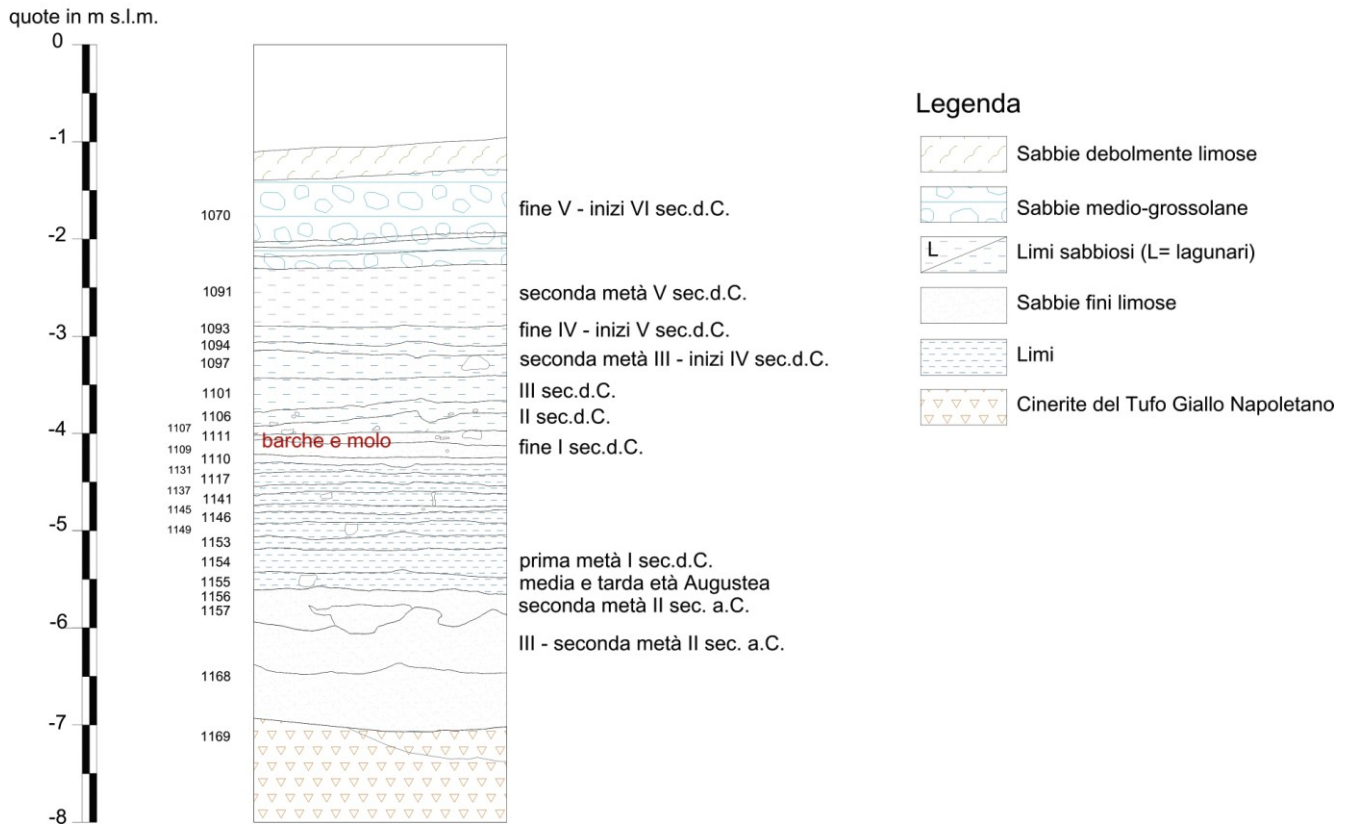 quote in m s.l.m.
0
-1
-2
-3
-4
-5
-6
-7
-8
1070
1091
1093
1094
1097
1101
1106
1107
1111
1109
1110
1131
1117
1137
1141
1145
1146
1149
1153
1154
1155
1156
1157
1168
1169
barche e molo
fine V - inizi VI sec.d.C.
seconda metà V sec.d.C.
fine IV - inizi V sec.d.C.
seconda metà III - inizi IV sec.d.C.
III sec.d.C.
II sec.d.C.
fine I sec.d.C.
prima metà I sec.d.C.
media e tarda età Augustea
seconda metà II sec. a.C.
III - seconda metà II sec. a.C.
Legenda
Sabbie debolmente limose
Sabbie medio-grossolane
L
Limi sabbiosi (L= lagunari)
Sabbie fini limose
Limi
Cinerite del Tufo Giallo Napoletano